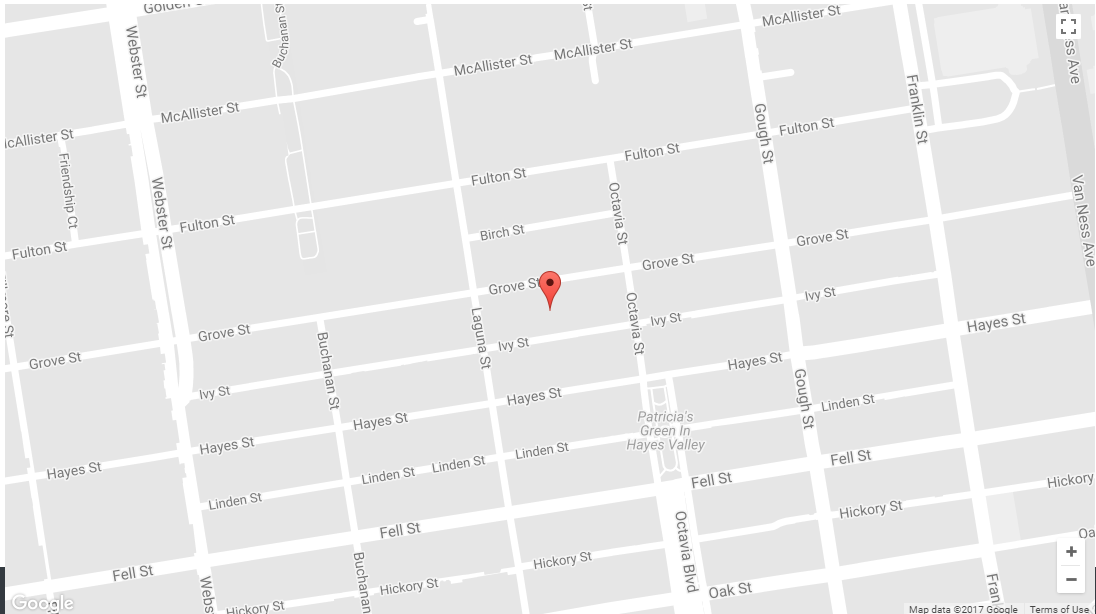 Golden
McAllister St
Webster St
Buchanan
McAllister St
McAllister St
McAllister St
McAllister St
Van Ness Ave
Franklin St
Gough St
Fulton St
Fulton St
Fulton St
Fulton St
Fulton St
Friendship Ct
Webster St
Octavia St
Birch St
Van Ness Ave
Grove St
Grove St
Grove St
Grove St
Grove St
Octavia St
Laguna St
Buchanan St
Ivy St
Ivy St
Ivy St
Ivy St
Hayes St
Hayes St
Hayes St
Hayes St
Hayes St
Hayes St
Gough St
Linden St
Patricia's
Green In
Hayes Valley
Linden St
Linden St
Linden St
Linden St
Fell St
Fell St
Fell St
Fell St
Hickory
Hickory St
Hickory St
Hickory St
Hickory St
Octavia Blvd
Buchanan
Webs
Fran
Oak St
Oa
Google
Map data ©2017 Google
Terms of Use